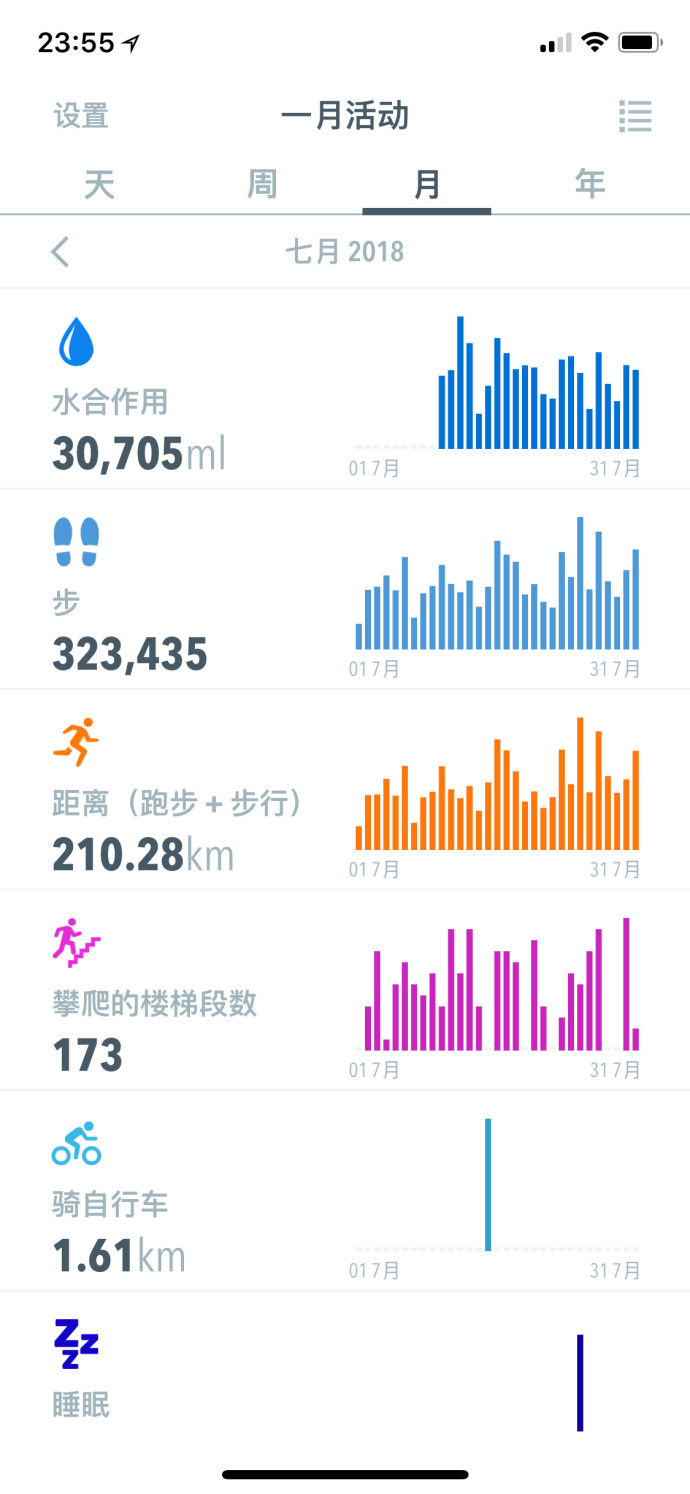 23:55
设置
一月活动
天 周 月 年
七月 2018
水合作用
30,705ml
01 7月 31 7月
步
323,435
01 7月 31 7月
距离（跑步 + 步行）
210.28km
01 7月 31 7月
攀爬的楼梯段数
173
01 7月 31 7月
骑自行车
1.61km
01 7月 31 7月
zzz
睡眠